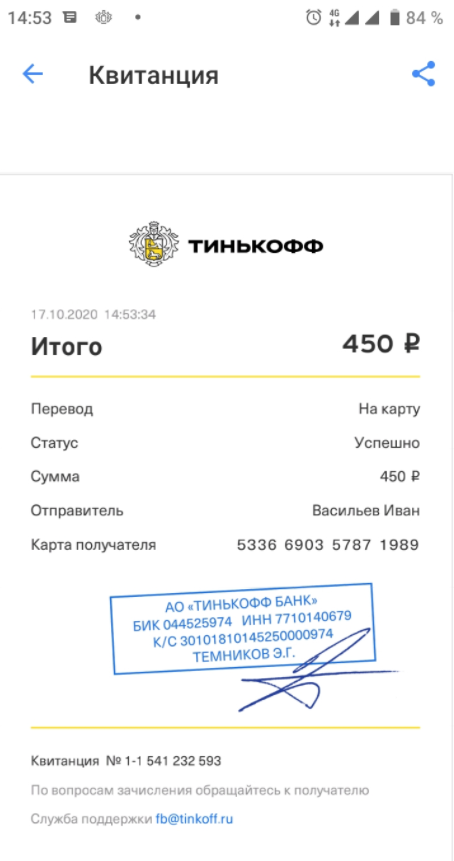 14:53
4G
84 %
Квитанция
ТИНЬКОФФ
17.10.2020 14:53:34
Итого 450 ₽
Перевод На карту
Статус Успешно
Сумма 450 ₽
Отправитель Васильев Иван
Карта получателя 5336 6903 5787 1989
АО «ТИНЬКОФФ БАНК»
БИК 044525974 ИНН 7710140679
К/С 30101810145250000974
ТЕМНИКОВ Э.Г.
Квитанция № 1-1 541 232 593
По вопросам зачисления обращайтесь к получателю
Служба поддержки fb@tinkoff.ru